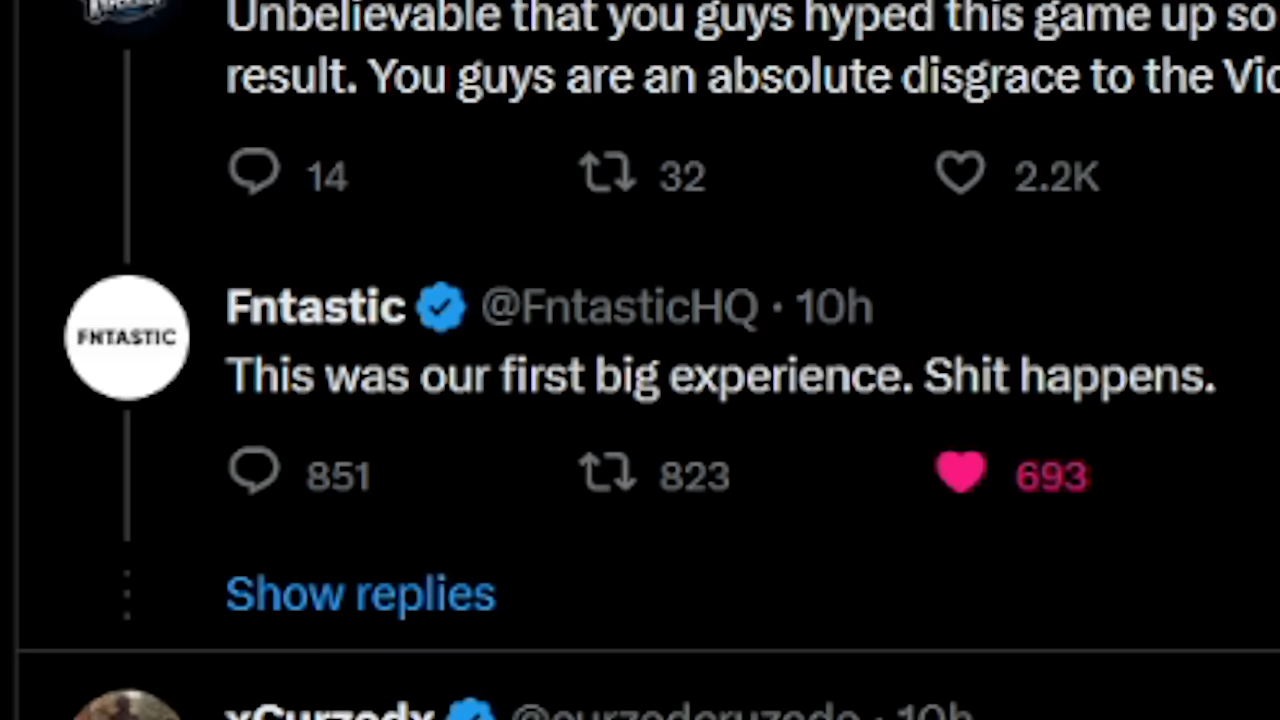 Unbelievable that you guys hyped this game up so
result. You guys are an absolute disgrace to the
14 32 2.2K
FNTASTIC
Fntastic @FntasticHQ · 10h
This was our first big experience. Shit happens.
851 823 693
Show replies
xCurzedx · 10h